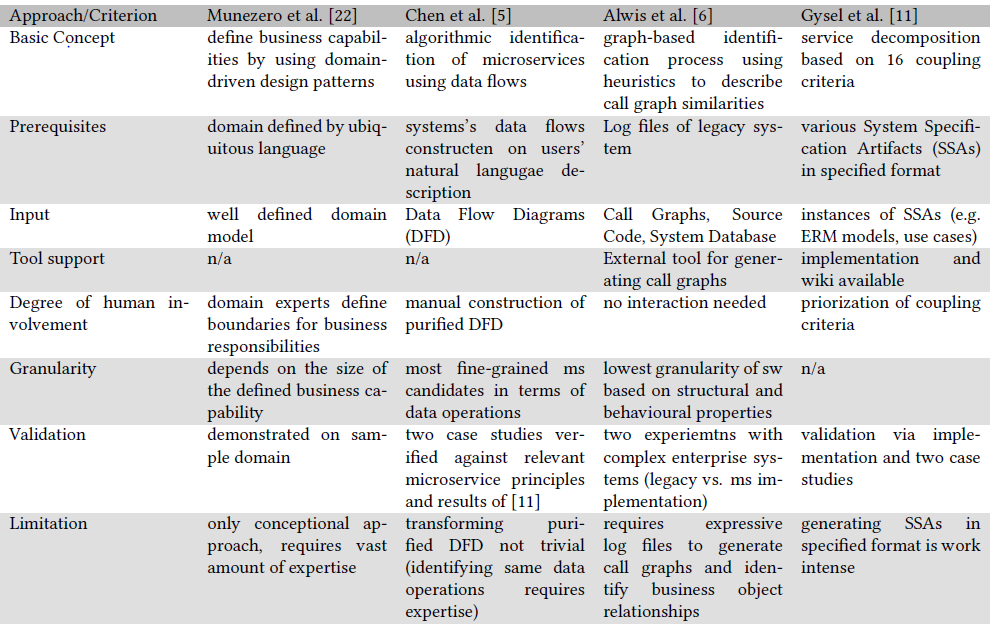 Approach/Criterion Munezero et al. [22] Chen et al. [5] Alwis et al. [6] Gysel et al. [11]
Basic Concept define business capabil- algorithmic identifica- graph-based identifi- service decomposition
ities by using domain- tion of microservices cation process using based on 16 coupling
driven design patterns using data flows heuristics to describe criteria
call graph similarities
Prerequisites domain defined by ubiq- systems's data flows Log files of legacy sys- various System Specifi-
uitous language constructen on users' tem cation Artifacts (SSAs)
natural langugae de- in specified format
scription
Input well defined domain Data Flow Diagrams Call Graphs, Source instances of SSAs (e.g.
model (DFD) Code, System Database ERM models, use cases)
Tool support n/a n/a External tool for gener- implementation and
ating call graphs wiki available
Degree of human in- domain experts define manual construction of no interaction needed priorization of coupling
volvement boundaries for business purified DFD criteria
responsibilities
Granularity depends on the size of most fine-grained ms lowest granularity of sw n/a
the defined business ca- candidates in terms of based on structural and
pability data operations behavioural properties
Validation demonstrated on sam- two case studies ver- two experiemtns with validation via imple-
ple domain ified against relevant complex enterprise sys- mentation and two case
microservice principles tems (legacy vs. ms im- studies
and results of [11] plementation)
Limitation only conceptional ap- transforming puri- requires expressive generating SSAs in
proach, requires vast fied DFD not trivial log files to generate specified format is work
amount of expertise (identifying same data call graphs and iden- intense
operations requires tify business object
expertise) relationships